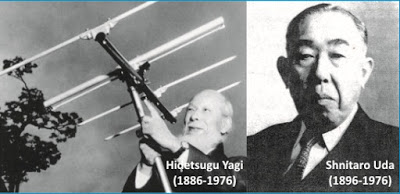 Hidetsugu Yagi
(1886-1976)
Shnitaro Uda
(1896-1976)